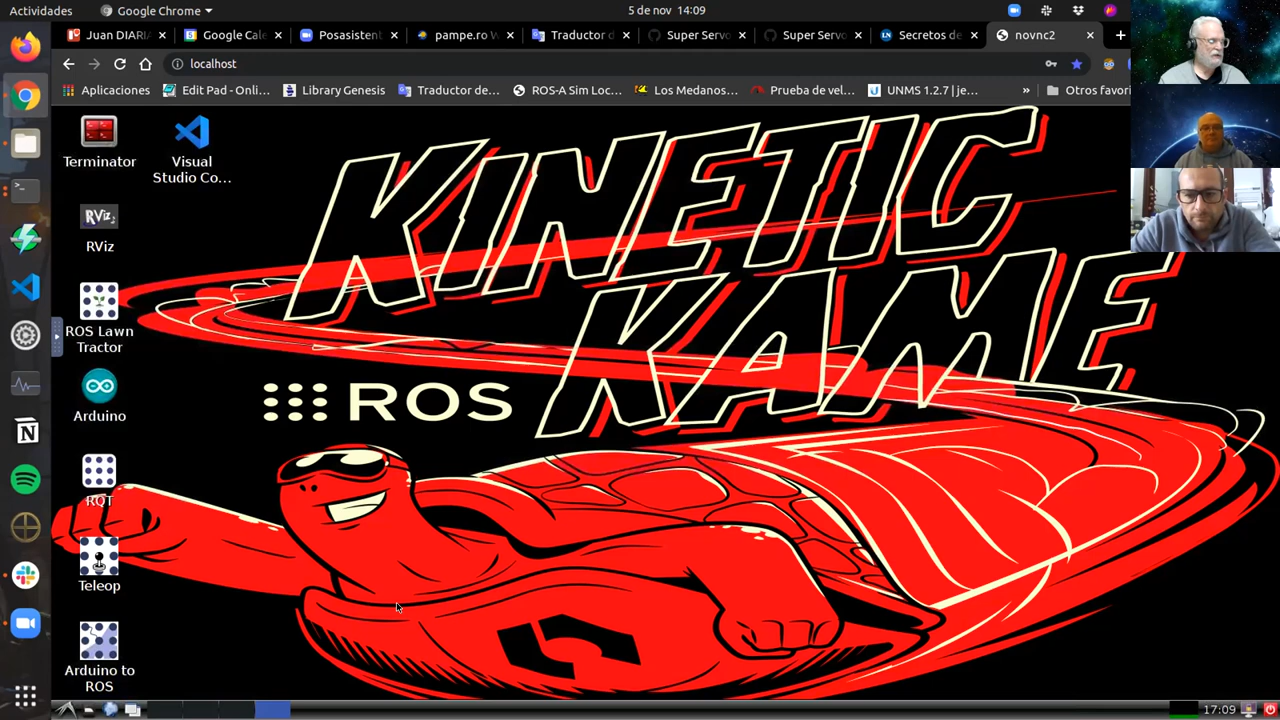 Actividades
Google Chrome
5 de nov 14:09
Juan DIARIA
Google Cale
Posasistent
pampe.ro W
Traductor d
Super Servo
Super Servo
Secretos de
novnc2
localhost
Aplicaciones
Edit Pad - Onli...
Library Genesis
Traductor de...
ROS-A Sim Loc...
Los Medanos...
Prueba de vel...
UNMS 1.2.7 | je...
»
Otros favori
Terminator
Visual
Studio Co...
KINETIC
KAME
RViz
RViz
ROS Lawn
Tractor
ROS
Arduino
RQT
Teleop
Arduino to
ROS
17:09